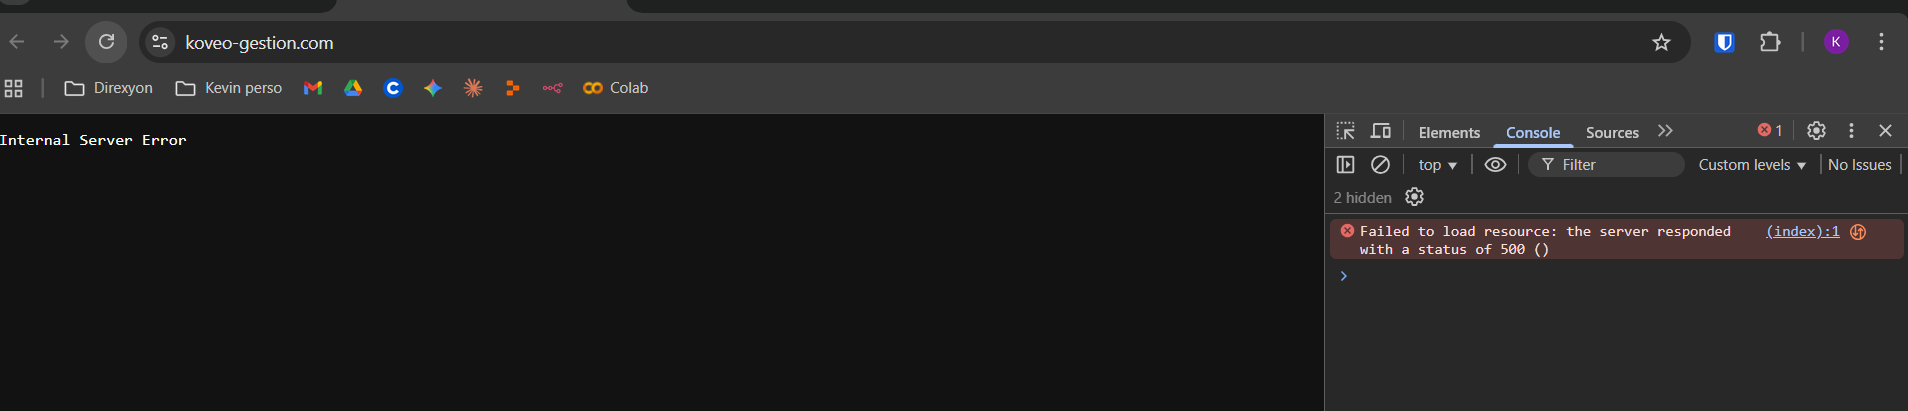 koveo-gestion.com
K
Direxyon
Kevin perso
Colab
Internal Server Error
Elements Console Sources 1
top Filter Custom levels No Issues
2 hidden
Failed to load resource: the server responded (index):1
with a status of 500 ()